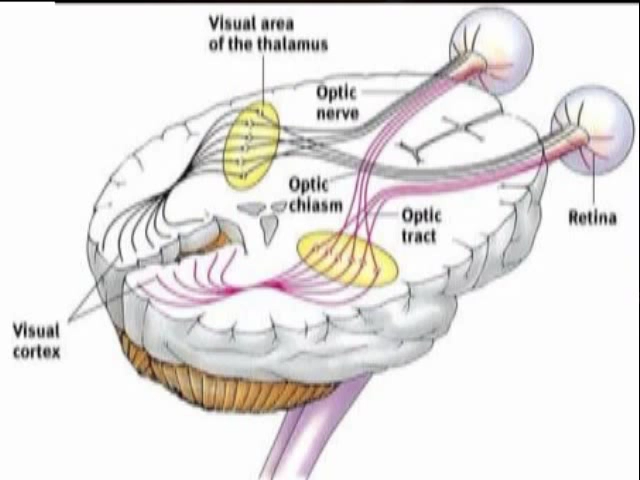 Visual area
of the thalamus
Optic
nerve
Optic
chiasm
Optic
tract
Retina
Visual
cortex